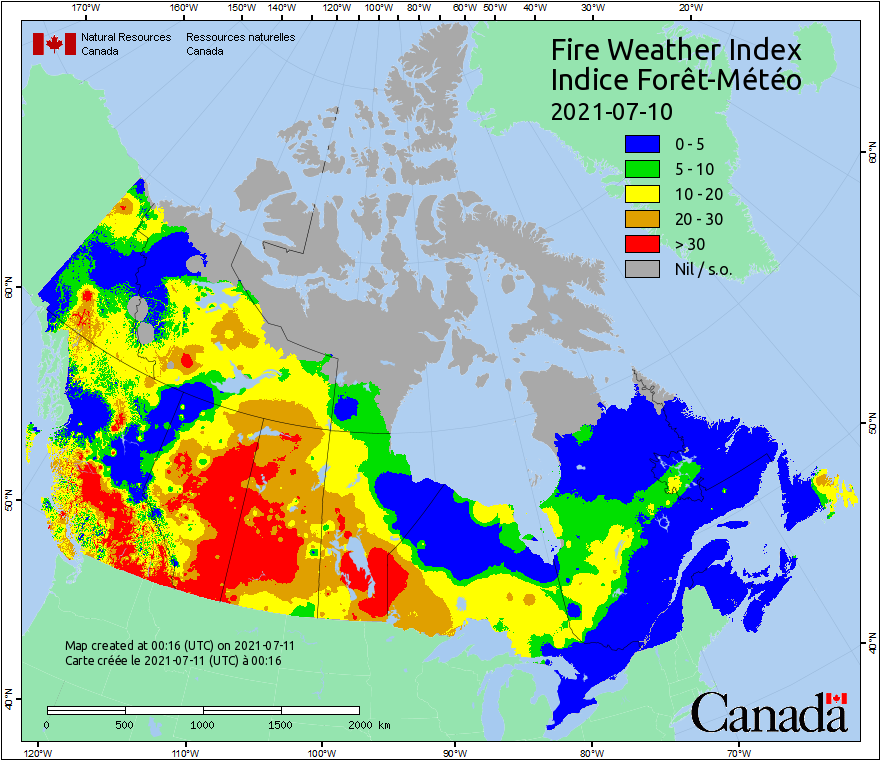 170°W 160°W 150°W 140°W 130°W 120°W 110°W 100°W 90°W 80°W 60°W 50°W 40°W 30°W 20°W
Natural Resources Ressources naturelles
Canada Canada
Fire Weather Index
Indice Forêt-Météo
2021-07-10
0 - 5
5 - 10
10 - 20
20 - 30
> 30
Nil / s.o.
60°N
60°N
50°N
50°N
40°N
40°N
Map created at 00:16 (UTC) on 2021-07-11
Carte créée le 2021-07-11 (UTC) à 00:16
0 500 1000 1500 2000 km
Canada
120°W 110°W 100°W 90°W 80°W 70°W